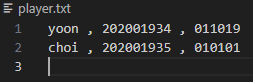 player.txt
1 yoon , 202001934 , 011019
2 choi , 202001935 , 010101
3